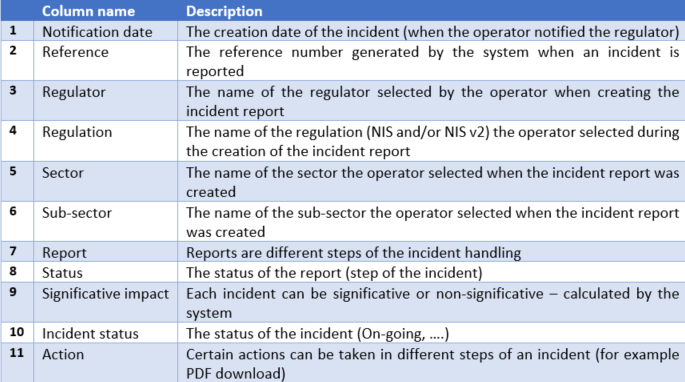 Column name Description
1 Notification date The creation date of the incident (when the operator notified the regulator)
2 Reference The reference number generated by the system when an incident is
reported
3 Regulator The name of the regulator selected by the operator when creating the
incident report
4 Regulation The name of the regulation (NIS and/or NIS v2) the operator selected during
the creation of the incident report
5 Sector The name of the sector the operator selected when the incident report was
created
6 Sub-sector The name of the sub-sector the operator selected when the incident report
was created
7 Report Reports are different steps of the incident handling
8 Status The status of the report (step of the incident)
9 Significative impact Each incident can be significative or non-significative – calculated by the
system
10 Incident status The status of the incident (On-going, ....)
11 Action Certain actions can be taken in different steps of an incident (for example
PDF download)